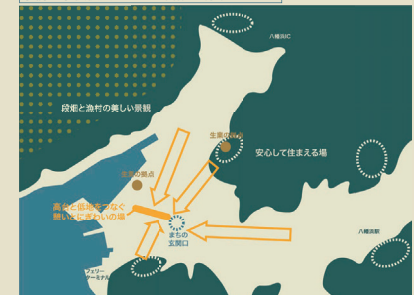 八幡浜IC
段畑と漁村の美しい景観
生業の拠点
安心して住まえる場
高台と低地をつなぐ
憩いとにぎわいの場
まちの
玄関口
八幡浜駅
フェリー
ターミナル